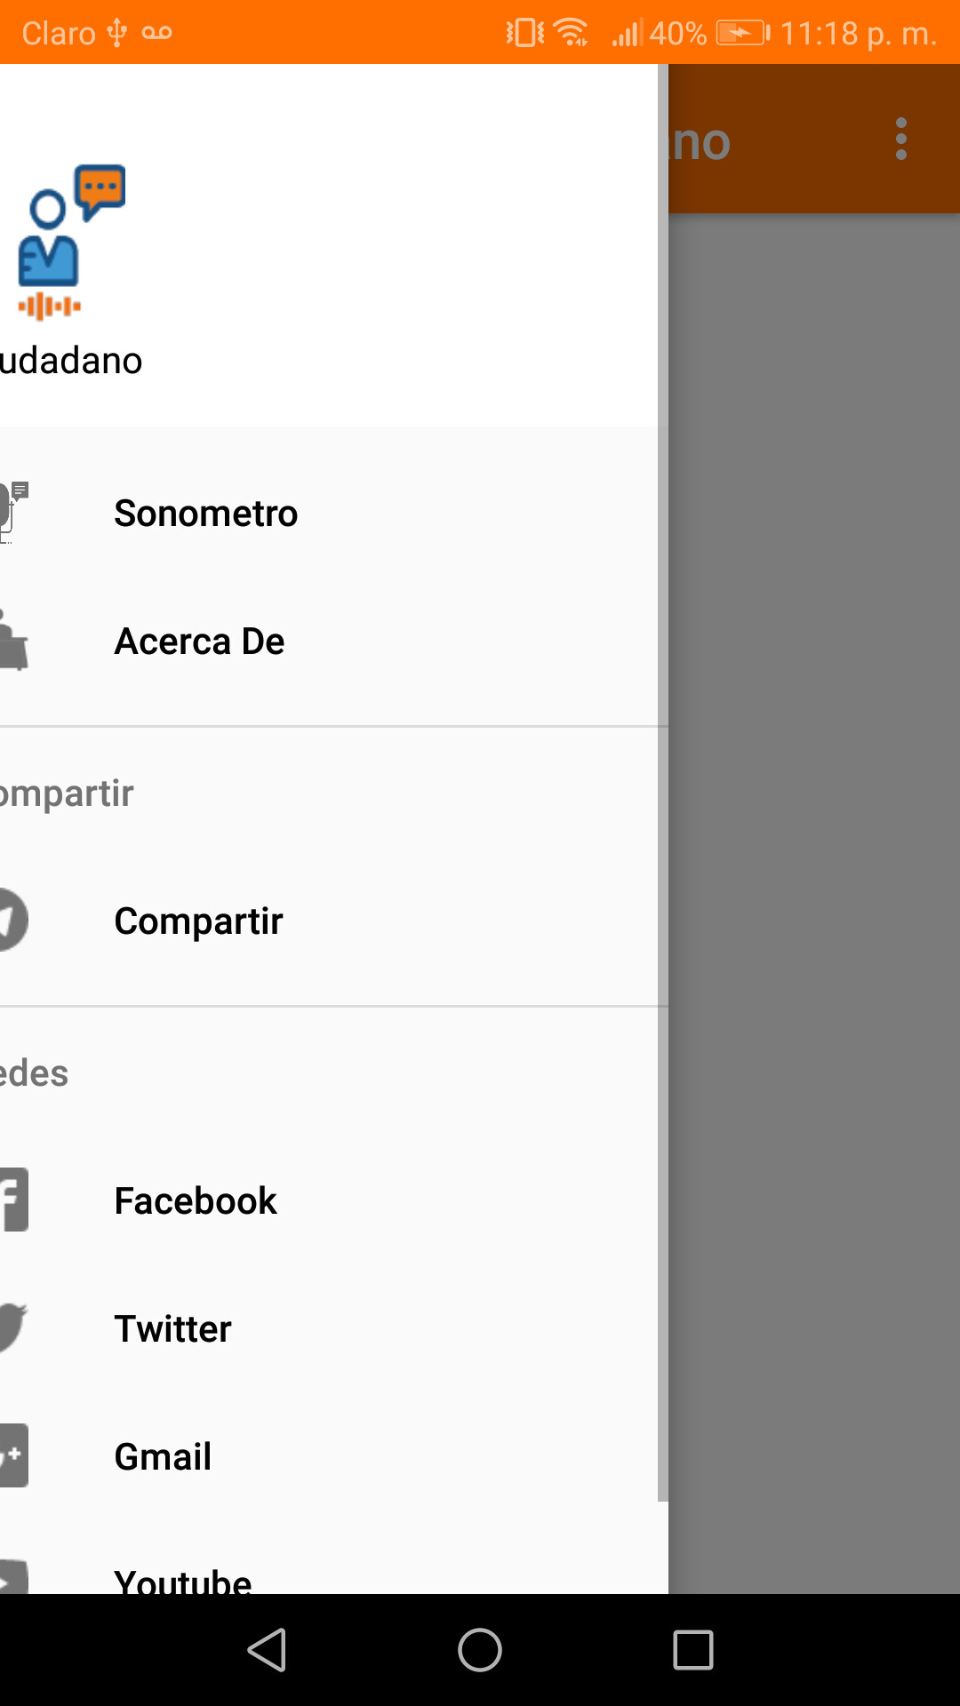 Claro 40% 11:18 p. m.
no
udadano
Sonometro
Acerca De
ompartir
Compartir
edes
Facebook
Twitter
Gmail
Youtube